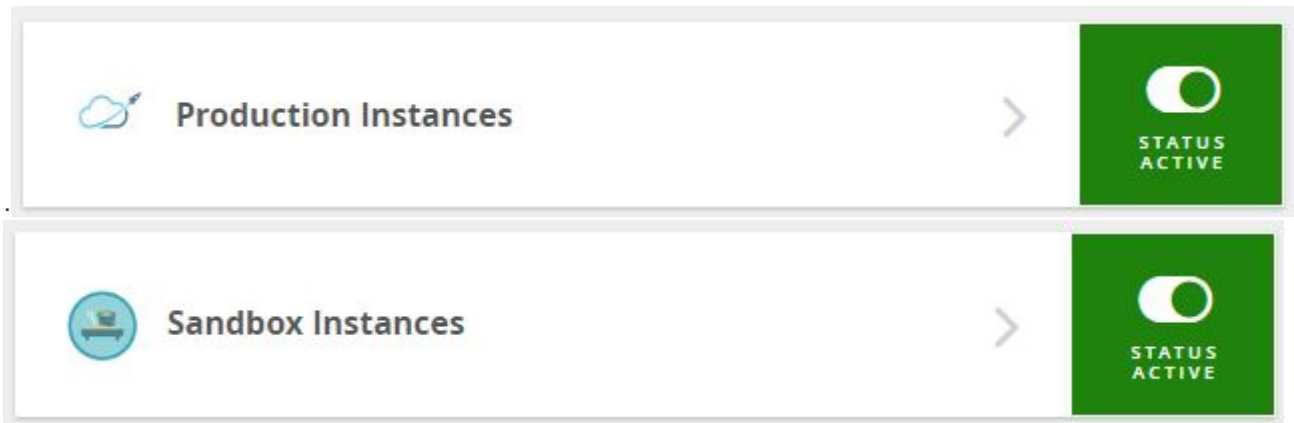 Production Instances
STATUS
ACTIVE
.
Sandbox Instances
STATUS
ACTIVE